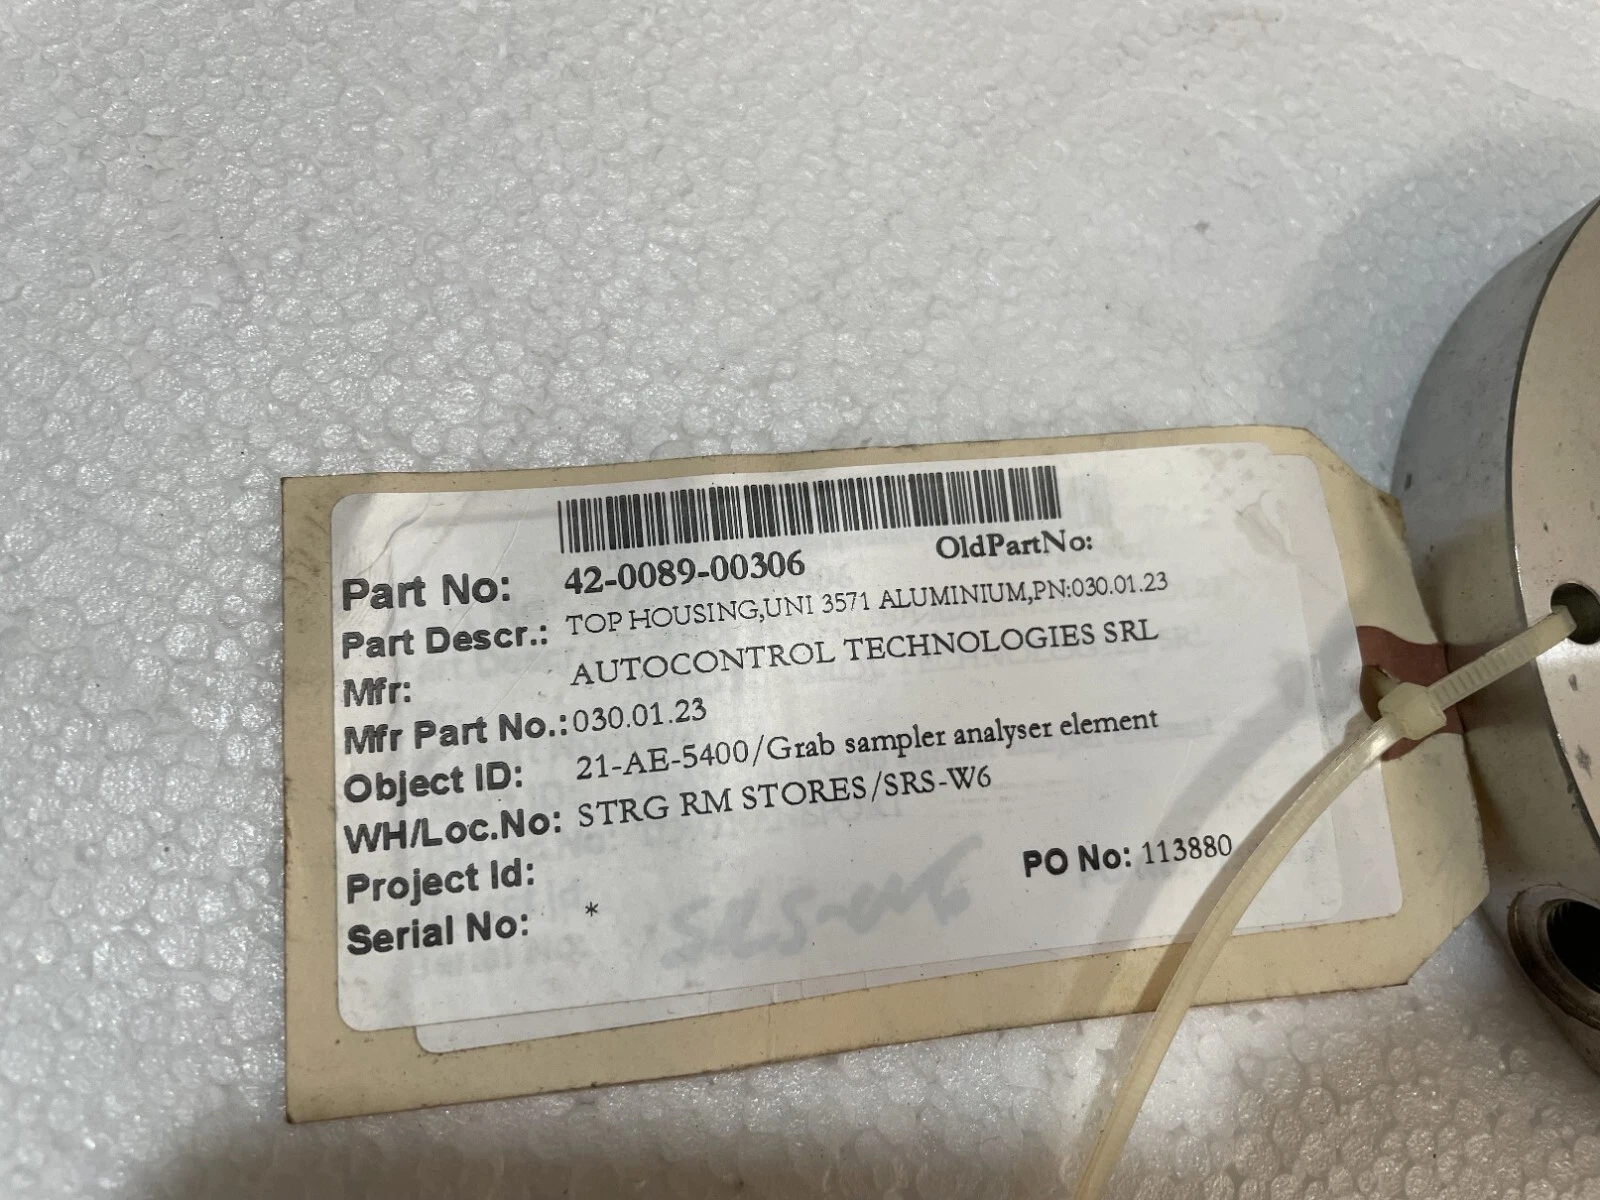 Part No: 42-0089-00306 OldPartNo:
Part Descr.: TOP HOUSING,UNI 3571 ALUMINIUM,PN:030.01.23
Mfr: AUTOCONTROL TECHNOLOGIES SRL
Mfr Part No.: 030.01.23
Object ID: 21-AE-5400/Grab sampler analyser element
WH/Loc.No: STRG RM STORES/SRS-W6
Project Id: PO No: 113880
Serial No: *
SRS-W6